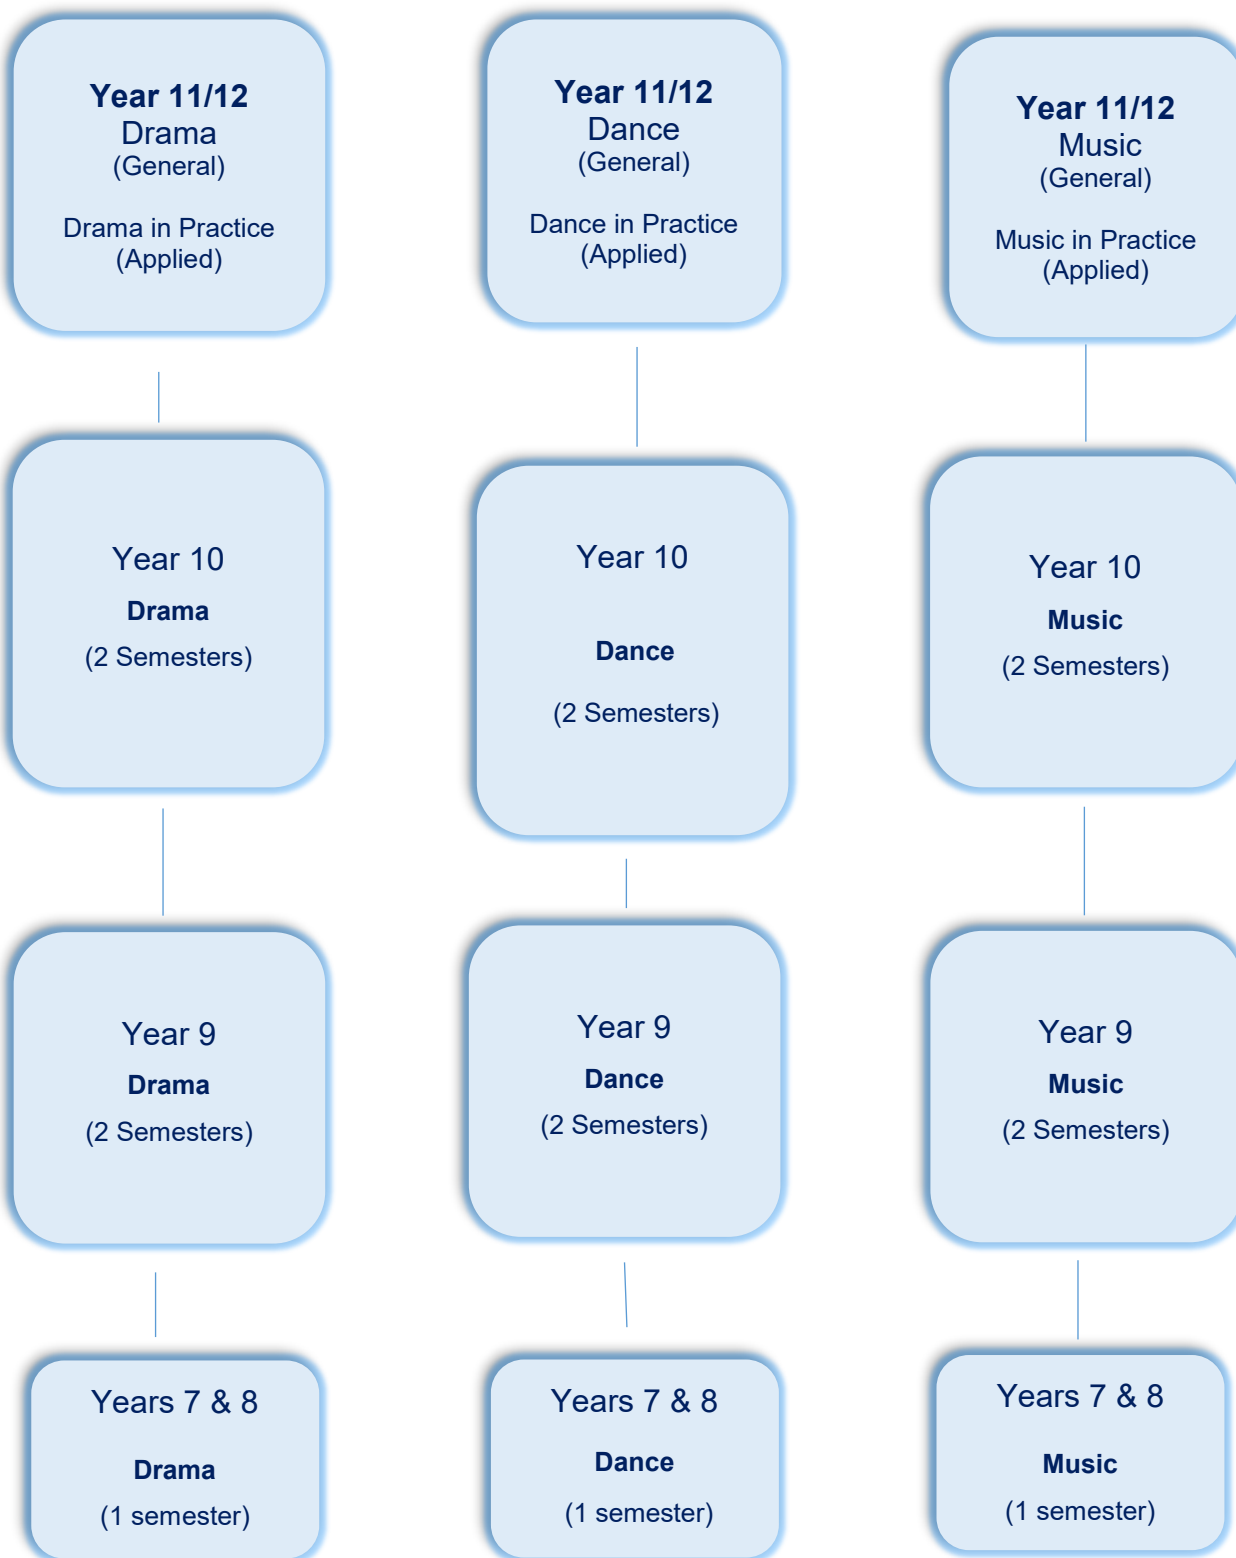 Year 11/12
Drama
(General)
Drama in Practice
(Applied)
Year 11/12
Dance
(General)
Dance in Practice
(Applied)
Year 11/12
Music
(General)
Music in Practice
(Applied)
Year 10
Drama
(2 Semesters)
Year 10
Dance
(2 Semesters)
Year 10
Music
(2 Semesters)
Year 9
Drama
(2 Semesters)
Year 9
Dance
(2 Semesters)
Year 9
Music
(2 Semesters)
Years 7 & 8
Drama
(1 semester)
Years 7 & 8
Dance
(1 semester)
Years 7 & 8
Music
(1 semester)